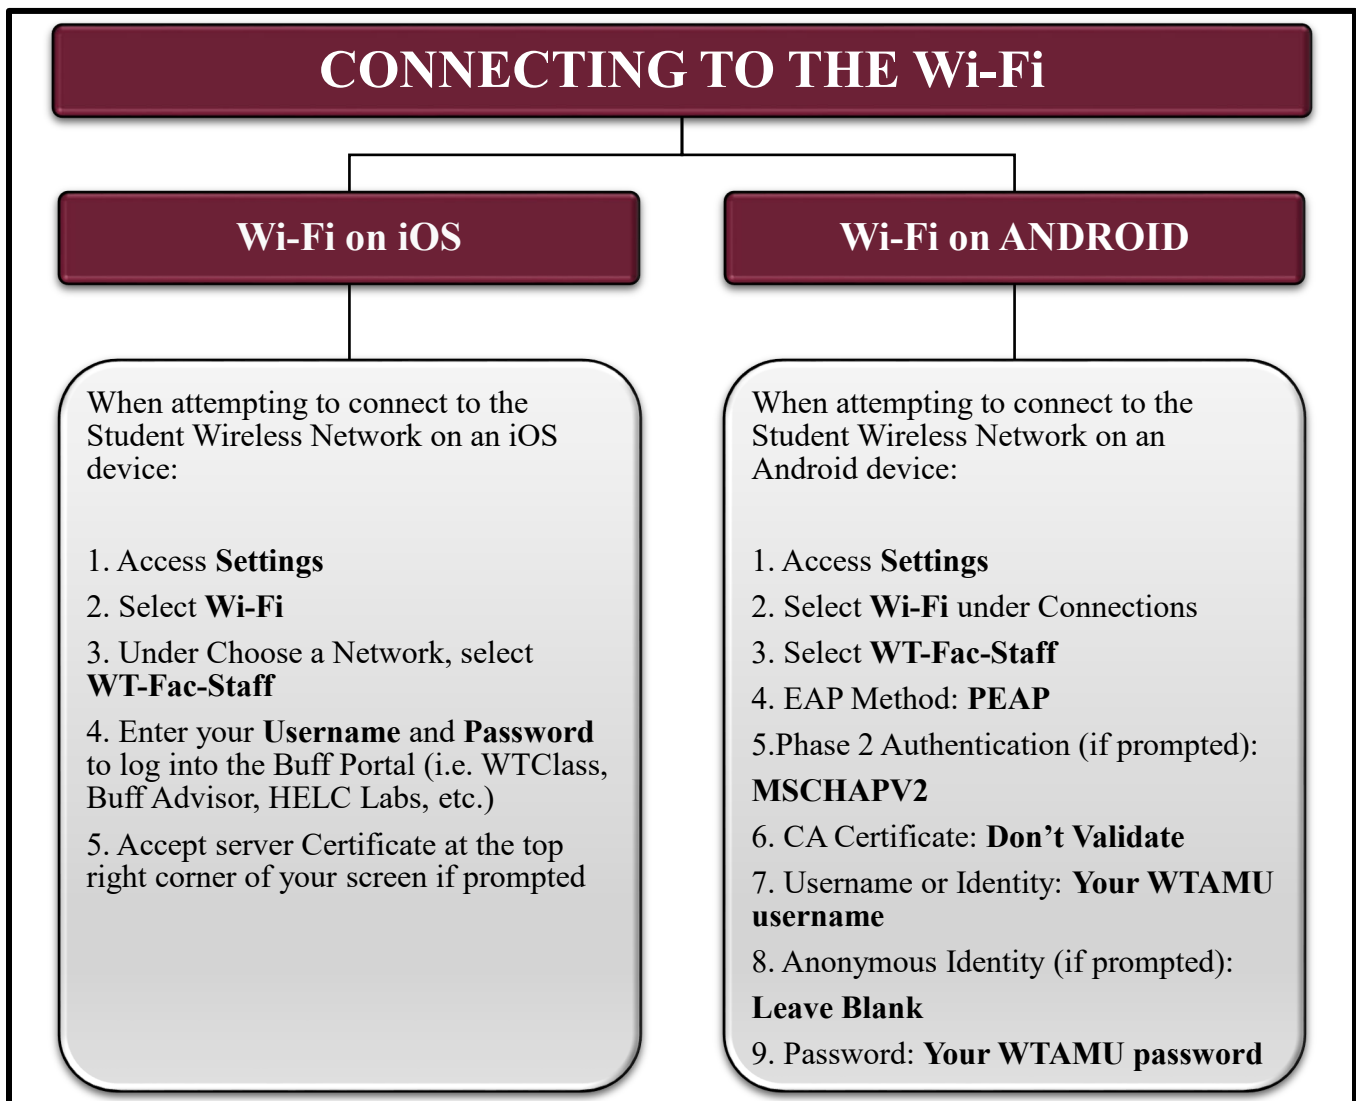 CONNECTING TO THE Wi-Fi
Wi-Fi on iOS
When attempting to connect to the
Student Wireless Network on an iOS
device:
1. Access Settings
2. Select Wi-Fi
3. Under Choose a Network, select
WT-Fac-Staff
4. Enter your Username and Password
to log into the Buff Portal (i.e. WTClass,
Buff Advisor, HELC Labs, etc.)
5. Accept server Certificate at the top
right corner of your screen if prompted
Wi-Fi on ANDROID
When attempting to connect to the
Student Wireless Network on an
Android device:
1. Access Settings
2. Select Wi-Fi under Connections
3. Select WT-Fac-Staff
4. EAP Method: PEAP
5.Phase 2 Authentication (if prompted):
MSCHAPV2
6. CA Certificate: Don’t Validate
7. Username or Identity: Your WTAMU
username
8. Anonymous Identity (if prompted):
Leave Blank
9. Password: Your WTAMU password